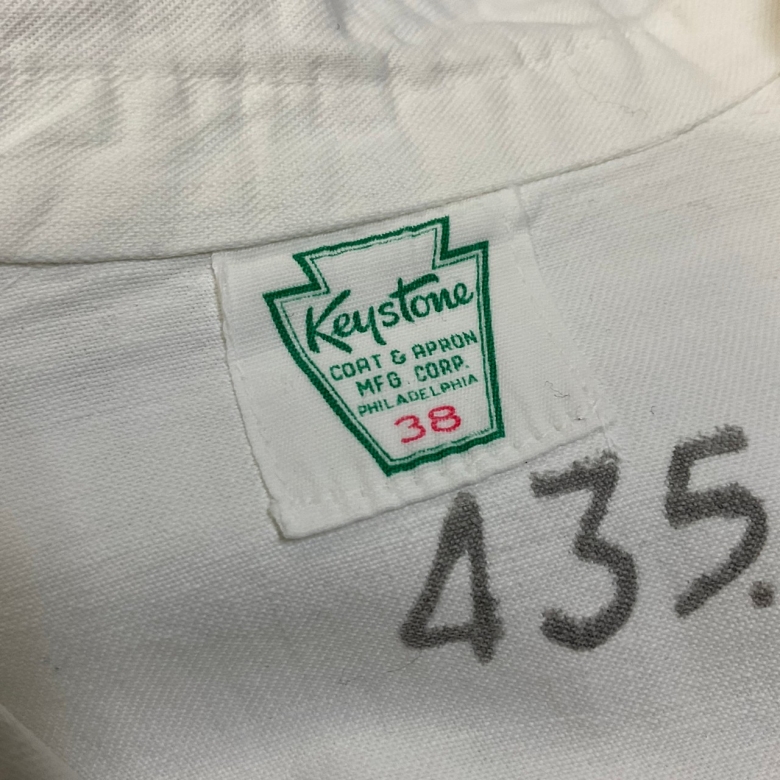 Keystone
COAT & APRON
MFG. CORP.
PHILADELPHIA
38
435.